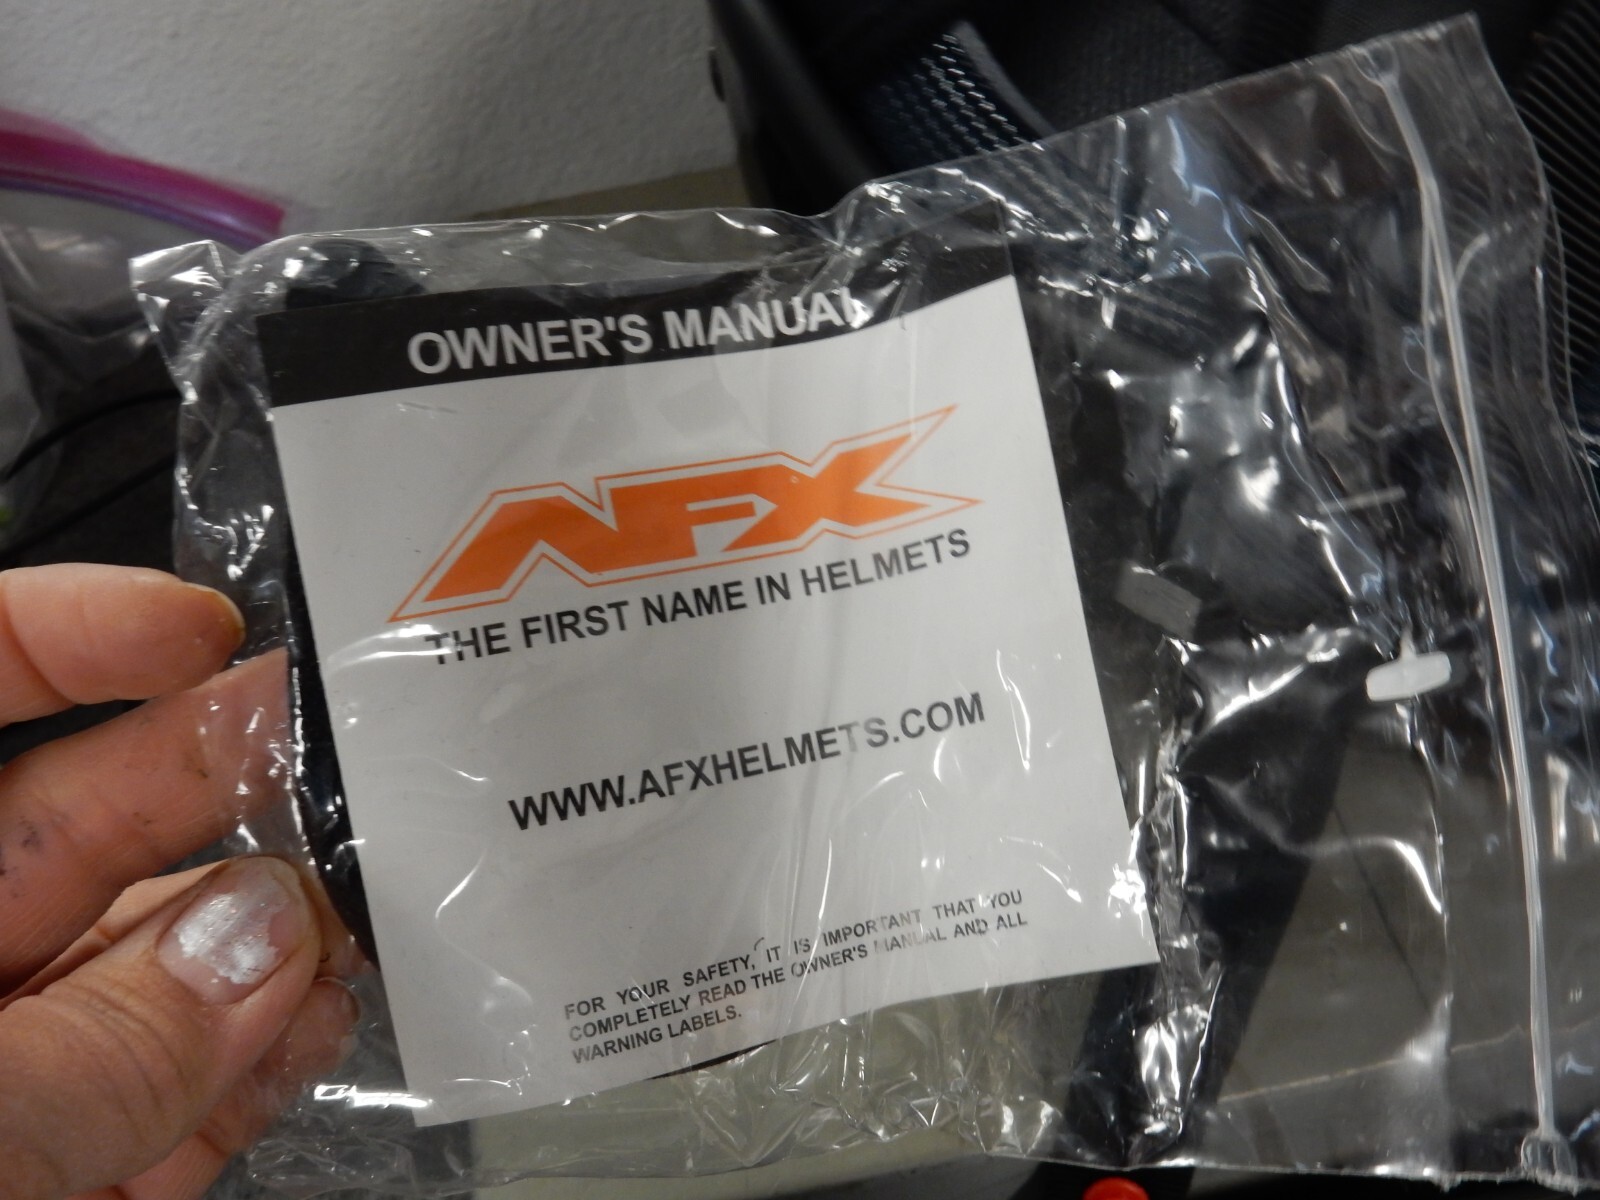 OWNER'S MANUAL
AFX
THE FIRST NAME IN HELMETS
WWW.AFXHELMETS.COM
FOR YOUR SAFETY, IT IS IMPORTANT THAT YOU
COMPLETELY READ THE OWNER'S MANUAL AND ALL
WARNING LABELS.